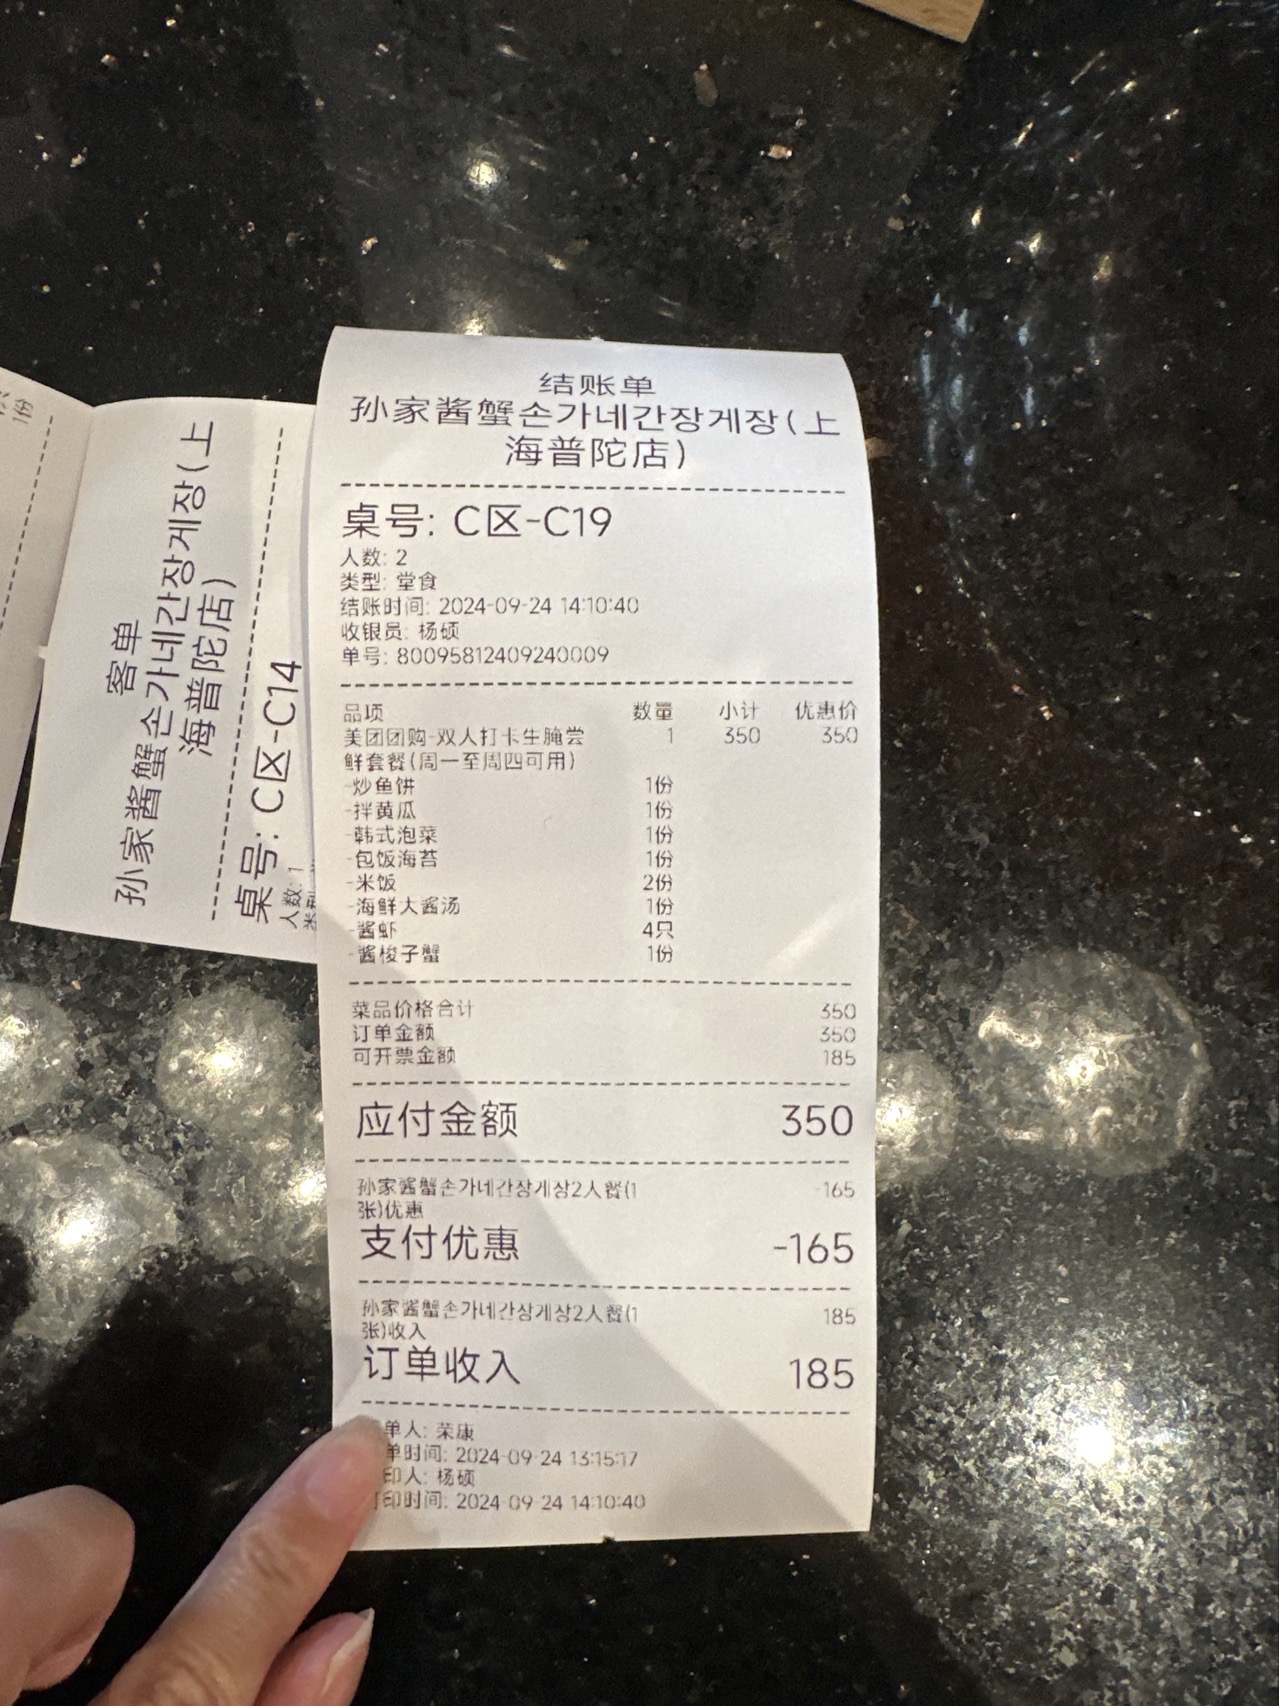 结账单
孙家酱蟹손가네간장게장(上
海普陀店)
桌号: C区-C19
人数: 2
类型: 堂食
结账时间: 2024-09-24 14:10:40
收银员: 杨硕
单号: 80095812409240009
品项 数量 小计 优惠价
美团团购-双人打卡生腌尝 1 350 350
鲜套餐(周一至周四可用)
-炒鱼饼 1份
-拌黄瓜 1份
-韩式泡菜 1份
-包饭海苔 1份
-米饭 2份
-海鲜大酱汤 1份
-酱虾 4只
-酱梭子蟹 1份
菜品价格合计 350
订单金额 350
可开票金额 185
应付金额 350
孙家酱蟹손가네간장게장2人餐(1 -165
张)优惠
支付优惠 -165
孙家酱蟹손가네간장게장2人餐(1 185
张)收入
订单收入 185
单人: 荣康
单时间: 2024-09-24 13:15:17
印人: 杨硕
印时间: 2024-09-24 14:10:40
客单
孙家酱蟹손가네간장게장(上
海普陀店)
桌号: C区-C14
人数: 1
1份